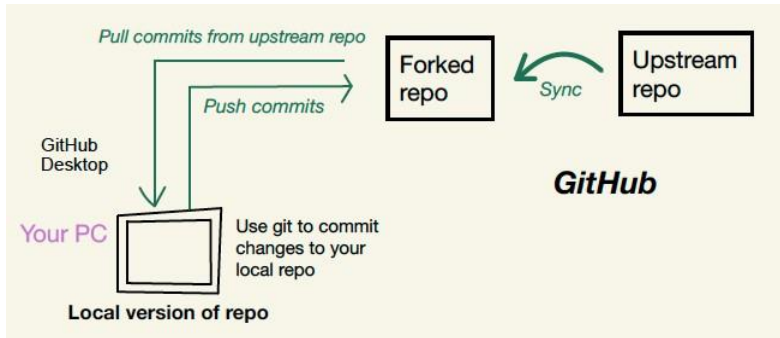 Pull commits from upstream repo
Push commits
Forked
repo
Sync
Upstream
repo
GitHub
Desktop
GitHub
Your PC
Use git to commit
changes to your
local repo
Local version of repo